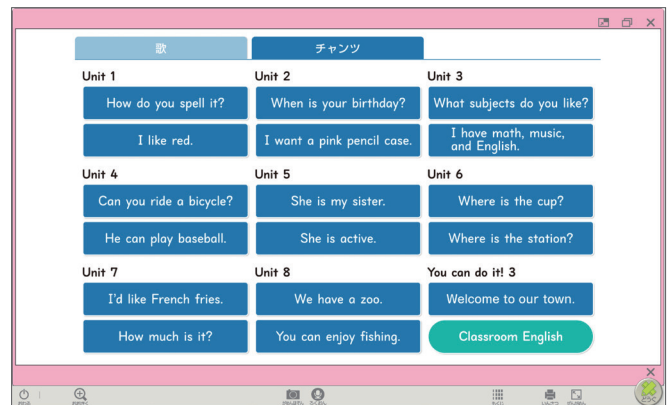 歌
チャンツ
Unit 1
Unit 2
Unit 3
How do you spell it?
When is your birthday?
What subjects do you like?
I like red.
I want a pink pencil case.
I have math, music,
and English.
Unit 4
Unit 5
Unit 6
Can you ride a bicycle?
She is my sister.
Where is the cup?
He can play baseball.
She is active.
Where is the station?
Unit 7
Unit 8
You can do it! 3
I'd like French fries.
We have a zoo.
Welcome to our town.
How much is it?
You can enjoy fishing.
Classroom English